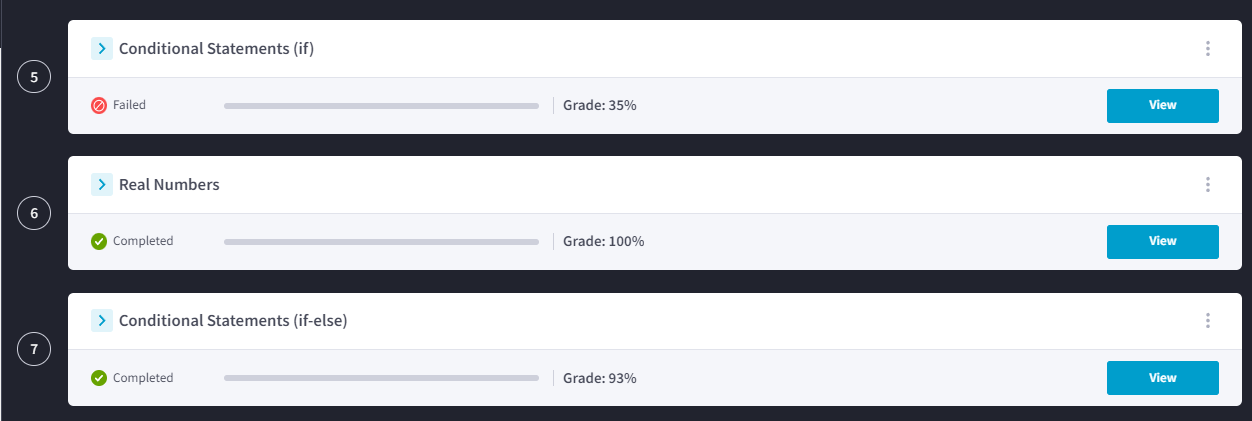 Conditional Statements (if)
5
Failed
Grade: 35%
View
Real Numbers
6
Completed
Grade: 100%
View
Conditional Statements (if-else)
7
Completed
Grade: 93%
View